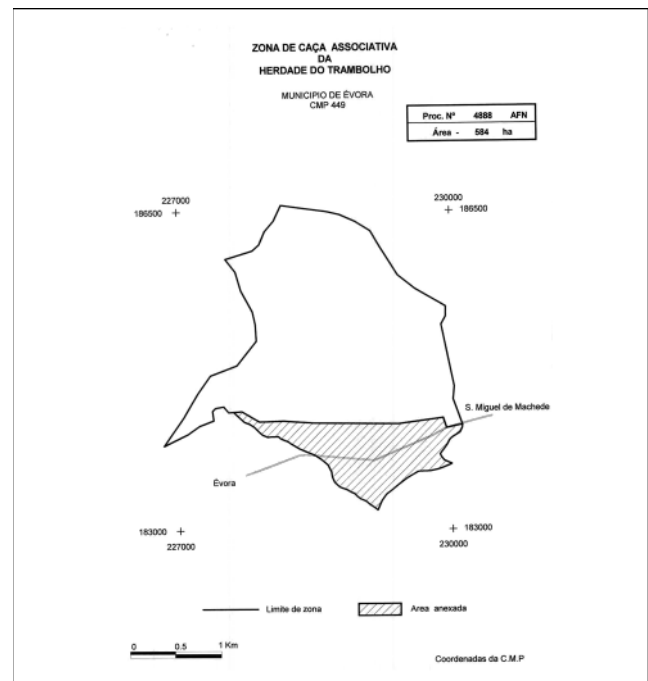 ZONA DE CAÇA ASSOCIATIVA
DA
HERDADE DO TRAMBOLHO
MUNICIPIO DE ÉVORA
CMP 449
Proc. Nº 4888 AFN
Área - 584 ha
227000
186500
230000
186500
S. Miguel de Machede
Évora
183000
227000
183000
230000
Limite de zona
Area anexada
0 0.5 1 Km
Coordenadas da C.M.P